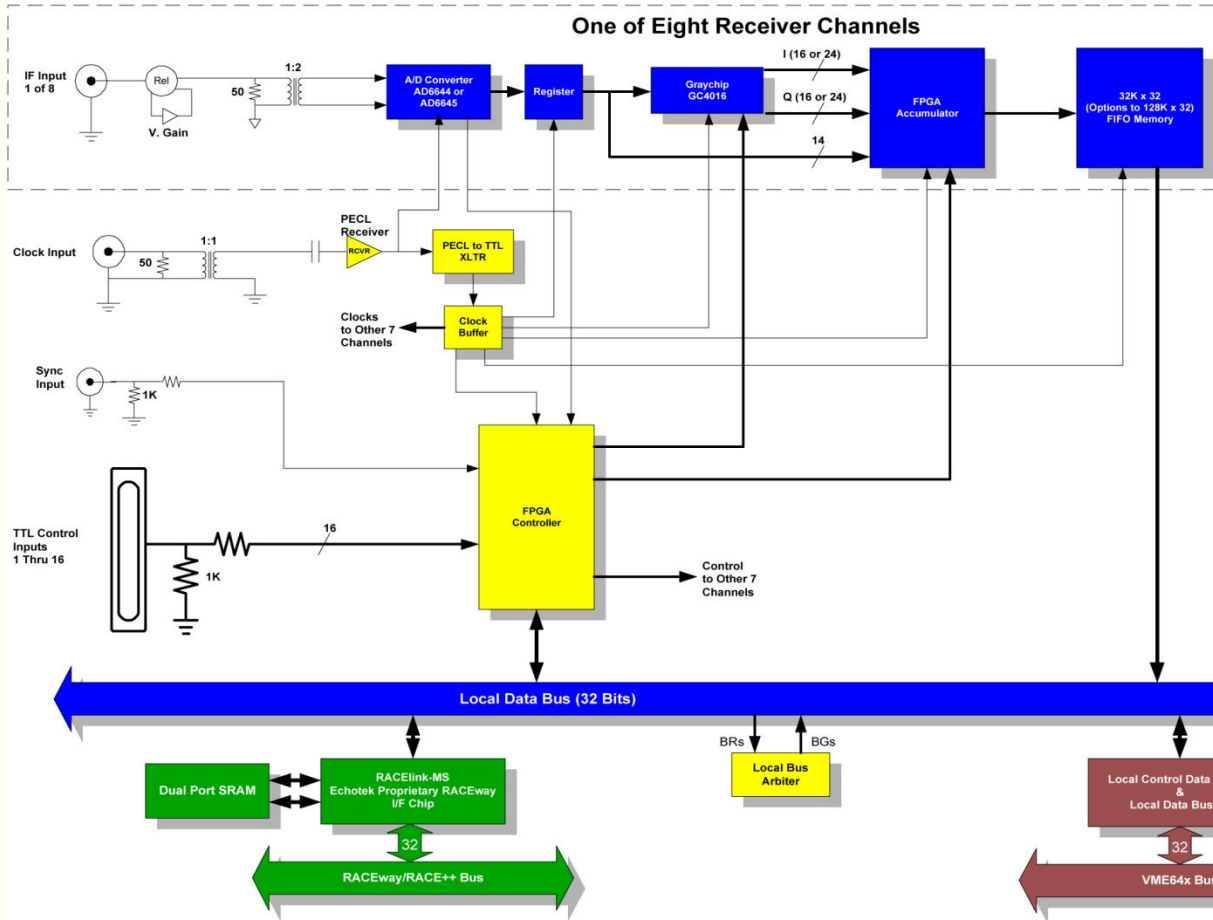 One of Eight Receiver Channels
IF Input
1 of 8
Rel
V. Gain
50
1:2
A/D Converter
AD6644 or
AD6645
Register
Graychip
GC4016
I (16 or 24)
Q (16 or 24)
14
FPGA
Accumulator
32K x 32
(Options to 128K x 32)
FIFO Memory
Clock Input
50
1:1
PECL
Receiver
RCVR
PECL to TTL
XLTR
Clocks
to Other 7
Channels
Clock
Buffer
Sync
Input
1K
TTL Control
Inputs
1 Thru 16
1K
16
FPGA
Controller
Control
to Other 7
Channels
Local Data Bus (32 Bits)
BRs
BGs
Dual Port SRAM
RACElink-MS
Echotek Proprietary RACEway
I/F Chip
Local Bus
Arbiter
Local Control Data
&
Local Data Bus
32
32
RACEway/RACE++ Bus
VME64x Bus